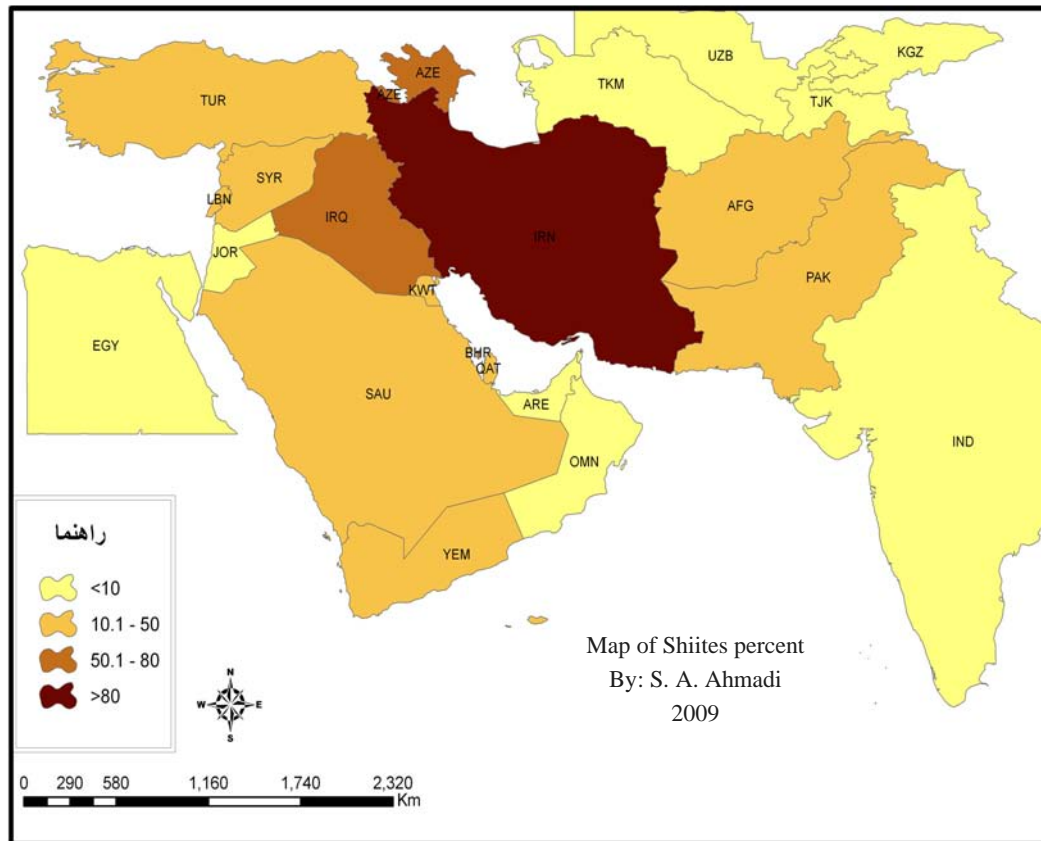 AZE
UZB
KGZ
TUR
AZE
TKM
TJK
SYR
LBN
IRQ
IRN
AFG
JOR
PAK
KWT
EGY
BHR
QAT
SAU
ARE
OMN
IND
YEM
راهنما
<10
10.1 - 50
50.1 - 80
>80
N
W E
S
Map of Shiites percent
By: S. A. Ahmadi
2009
0 290 580 1,160 1,740 2,320
Km